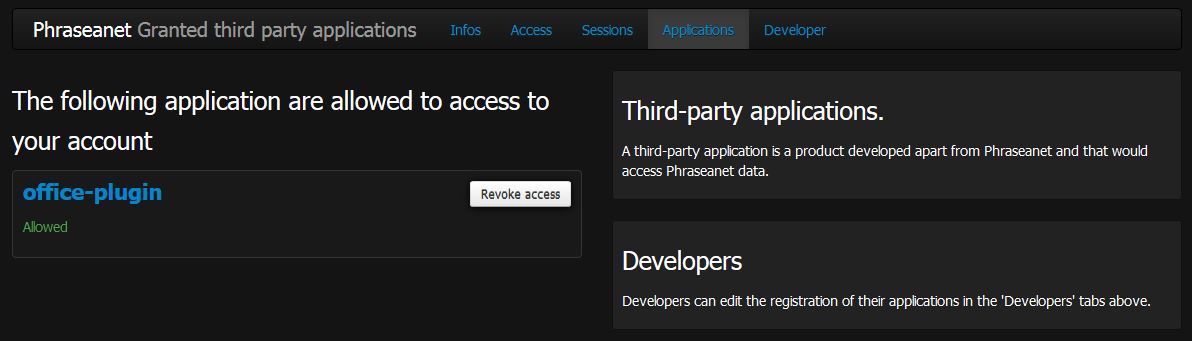 Phraseanet Granted third party applications Infos Access Sessions Applications Developer
The following application are allowed to access to
your account
office-plugin
Revoke access
Allowed
Third-party applications.
A third-party application is a product developed apart from Phraseanet and that would
access Phraseanet data.
Developers
Developers can edit the registration of their applications in the 'Developers' tabs above.